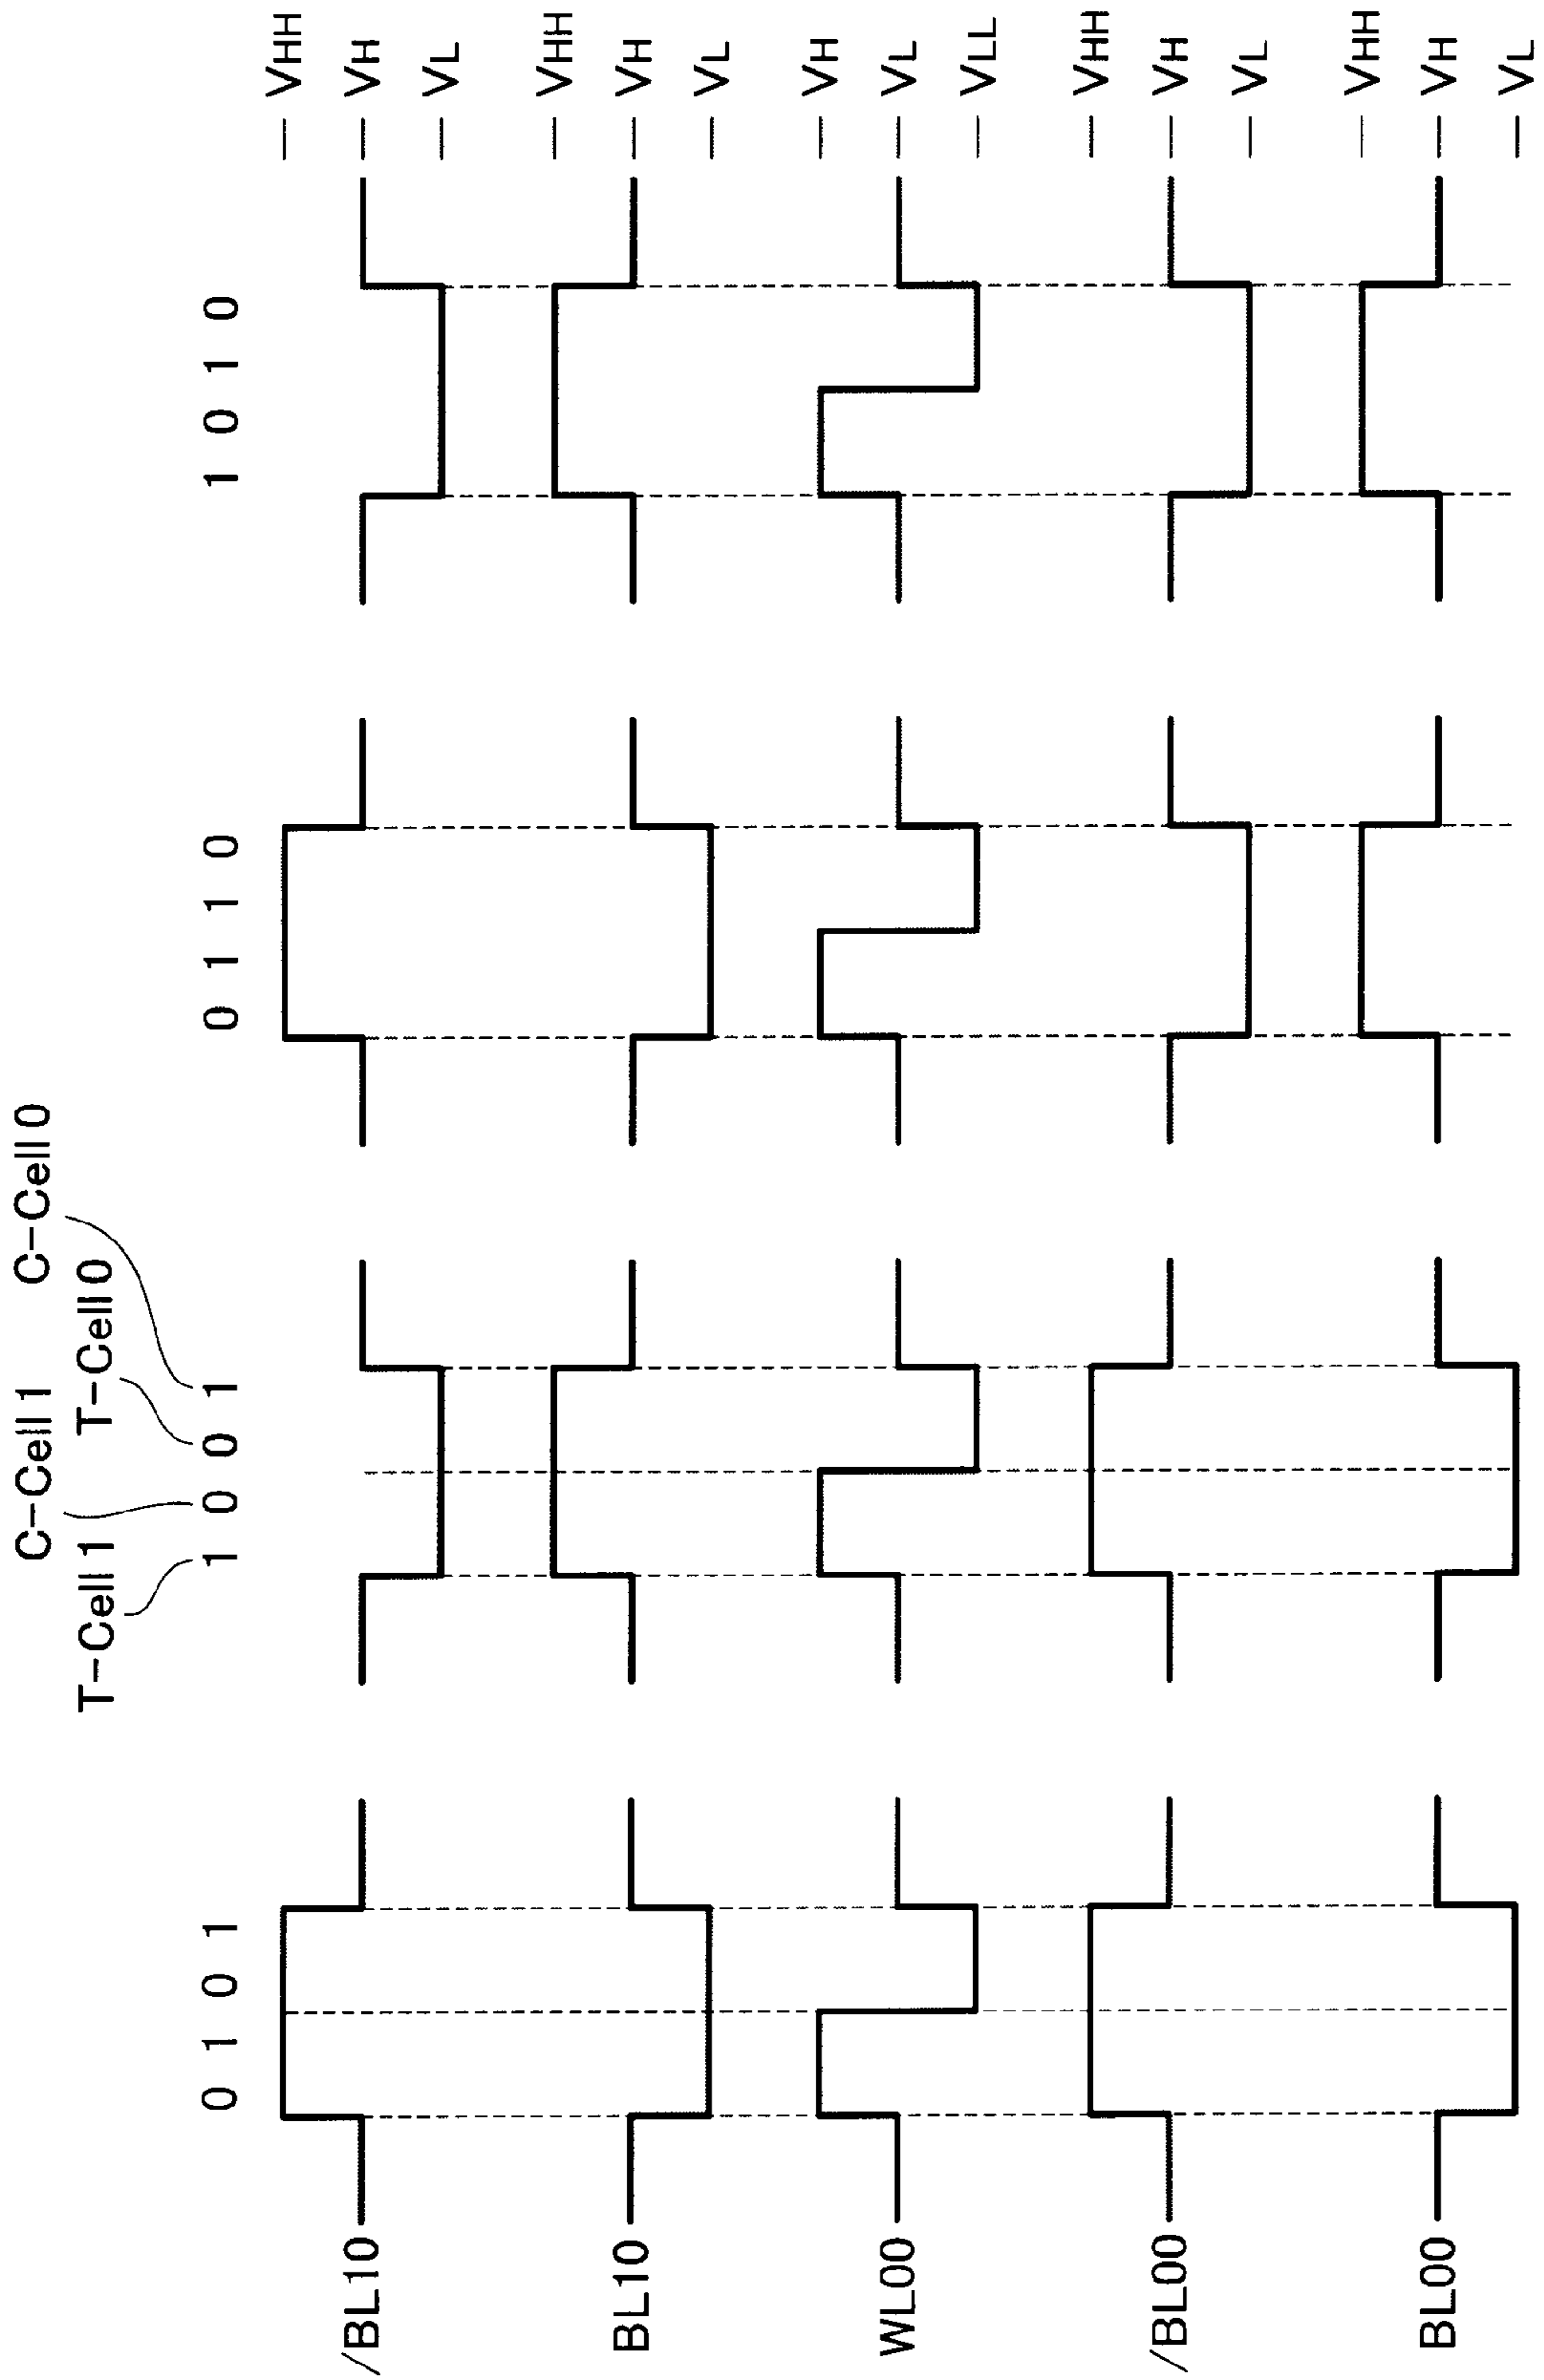 C-Cell 1 C-Cell 0
T-Cell 1 T-Cell 0
0 1 0 1 1 0 0 1 0 1 1 0 1 0 1 0
/BL10 VHH
VH
VL
BL10 VHH
VH
VL
WL00 VH
VL
VLL
/BL00 VHH
VH
VL
BL00 VHH
VH
VL